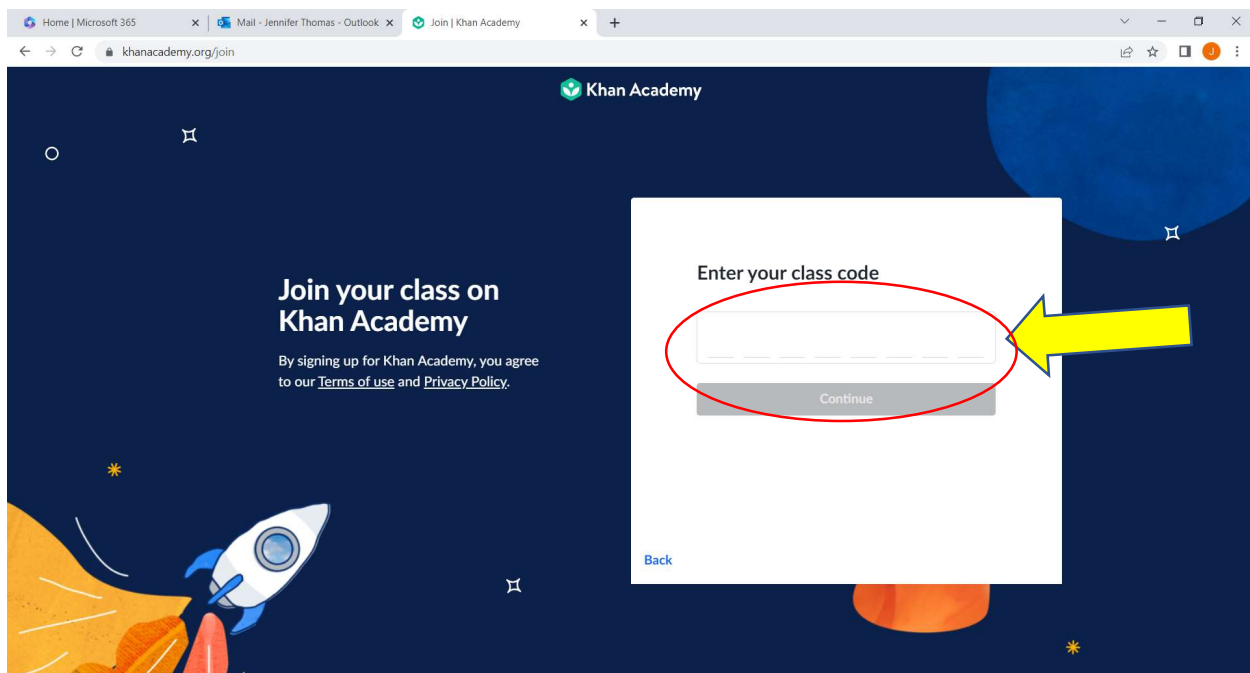 Home | Microsoft 365
Mail - Jennifer Thomas - Outlook
Join | Khan Academy
khanacademy.org/join
J
Khan Academy
Join your class on
Khan Academy
By signing up for Khan Academy, you agree
to our Terms of use and Privacy Policy.
Enter your class code
Continue
Back